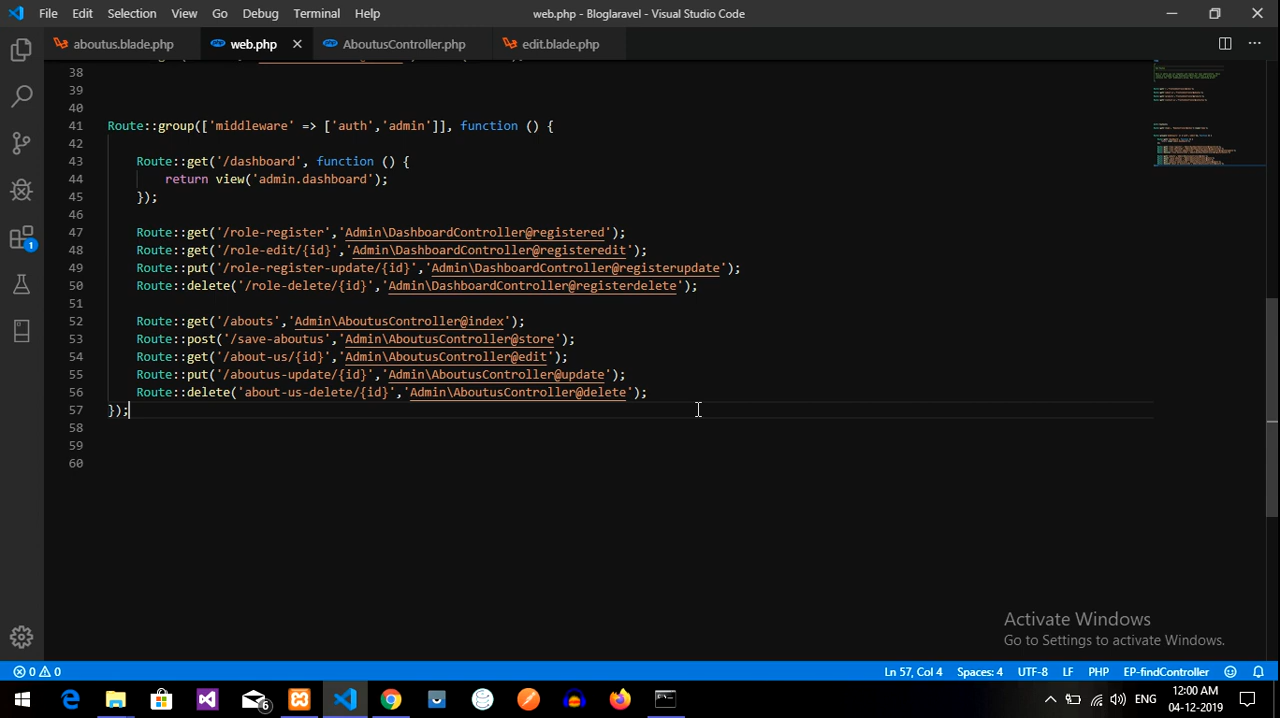 File Edit Selection View Go Debug Terminal Help web.php - Bloglaravel - Visual Studio Code
aboutus.blade.php web.php AboutusController.php edit.blade.php
38
39
40
41 Route::group(['middleware' => ['auth','admin']], function () {
42
43 Route::get('/dashboard', function () {
44 return view('admin.dashboard');
45 });
46
47 Route::get('/role-register','Admin\DashboardController@registered');
48 Route::get('/role-edit/{id}','Admin\DashboardController@registeredit');
49 Route::put('/role-register-update/{id}','Admin\DashboardController@registerupdate');
50 Route::delete('/role-delete/{id}','Admin\DashboardController@registerdelete');
51
52 Route::get('/abouts','Admin\AboutusController@index');
53 Route::post('/save-aboutus','Admin\AboutusController@store');
54 Route::get('/about-us/{id}','Admin\AboutusController@edit');
55 Route::put('/aboutus-update/{id}','Admin\AboutusController@update');
56 Route::delete('about-us-delete/{id}','Admin\AboutusController@delete');
57 });
58
59
60
1
Activate Windows
Go to Settings to activate Windows.
0 0 Ln 57, Col 4 Spaces: 4 UTF-8 LF PHP EP-findController
6 ENG 12:00 AM
04-12-2019